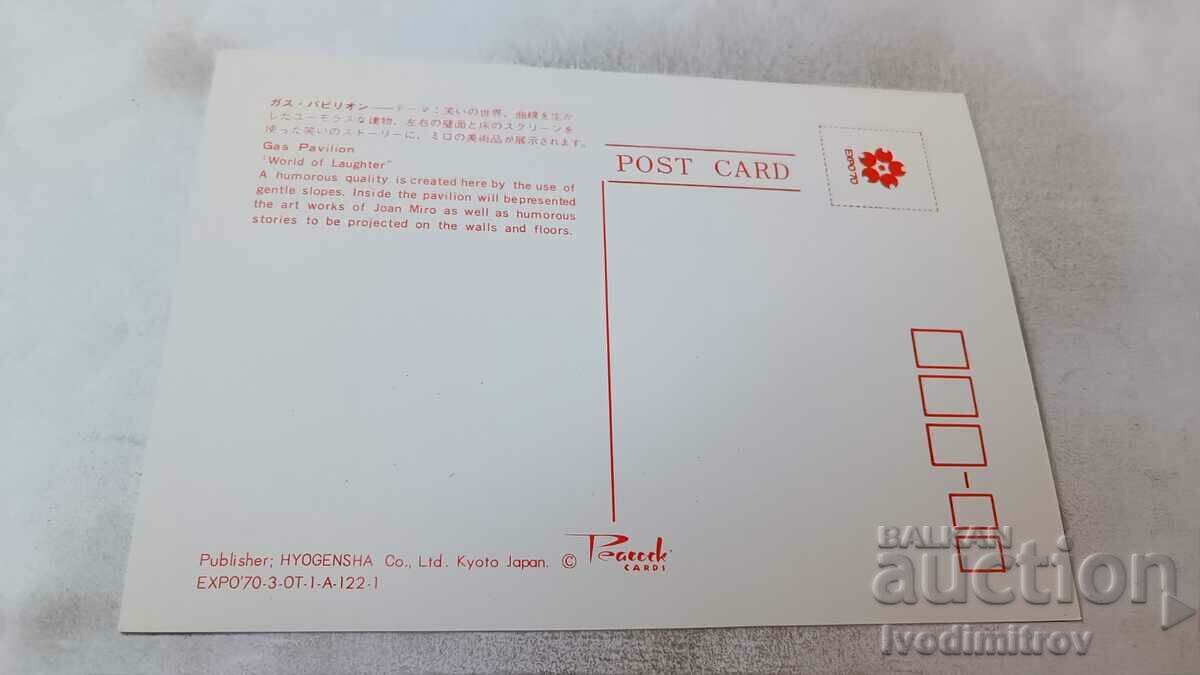 ガス・パビリオン——テーマ：笑いの世界、曲線を生か
したユーモラスな建物、左右の壁面と床のスクリーンを
使った笑いのストーリーに、ミロの美術品が展示されます。
Gas Pavilion
"World of Laughter"
A humorous quality is created here by the use of
gentle slopes. Inside the pavilion will bepresented
the art works of Joan Miro as well as humorous
stories to be projected on the walls and floors.
POST CARD
EXPO'70
Publisher; HYOGENSHA Co., Ltd. Kyoto Japan. © Peacock CARDS
EXPO'70-3-OT-1-A-122-1
BALKAN
auction
Ivodimitrov